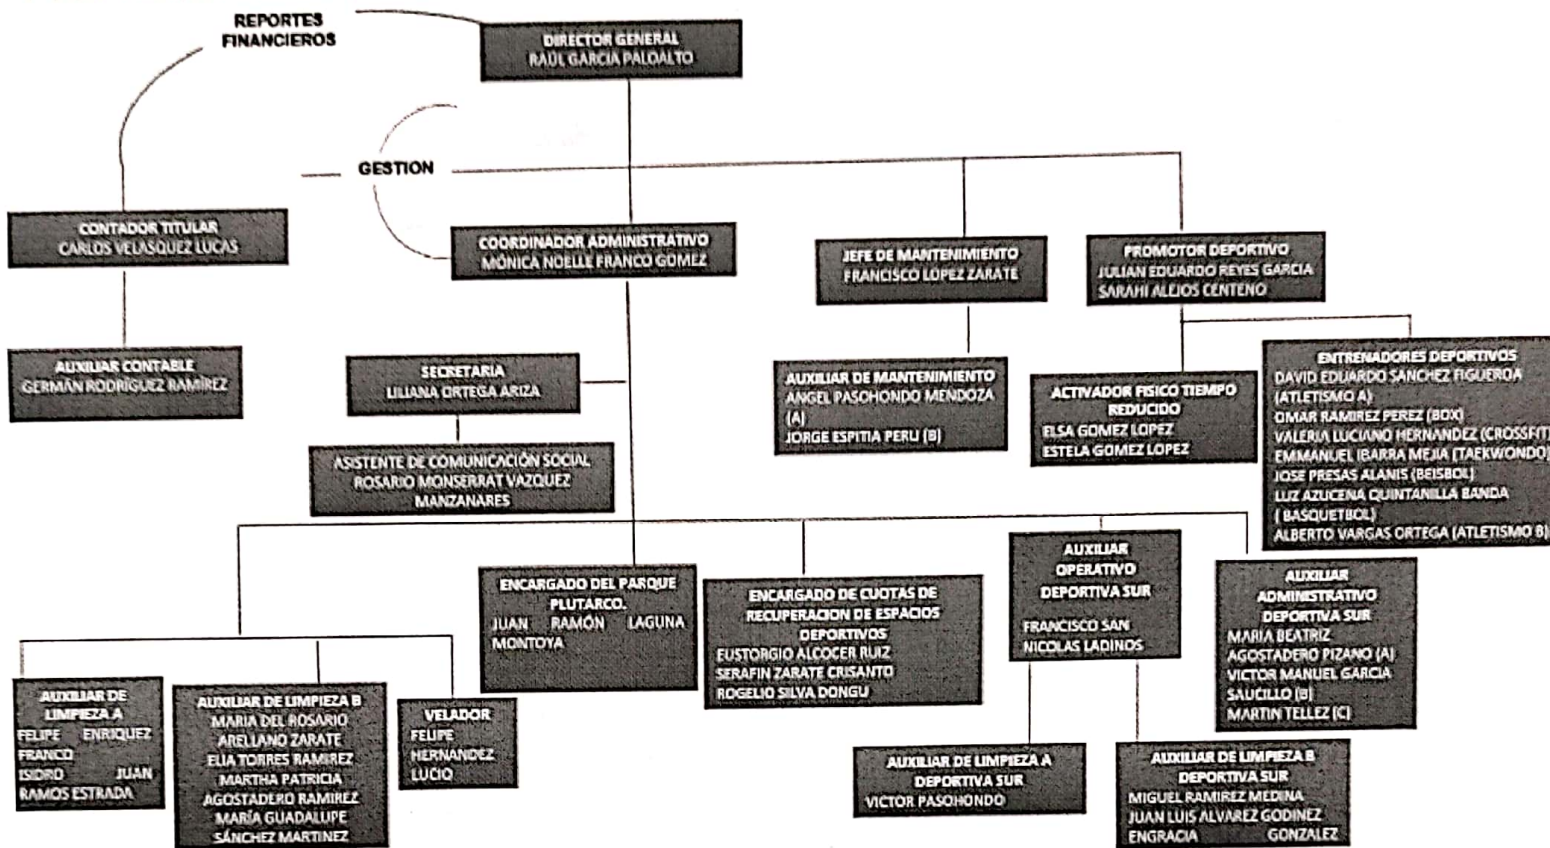 REPORTES
FINANCIEROS
DIRECTOR GENERAL
RAÚL GARCIA PALOALTO
GESTION
CONTADOR TITULAR
CARLOS VELASQUEZ LUCAS
COORDINADOR ADMINISTRATIVO
MÓNICA NOELLE FRANCO GOMEZ
JEFE DE MANTENIMIENTO
FRANCISCO LOPEZ ZARATE
PROMOTOR DEPORTIVO
JULIAN EDUARDO REYES GARCIA
SARAHI ALEJOS CENTENO
AUXILIAR CONTABLE
GERMÁN RODRÍGUEZ RAMÍREZ
SECRETARIA
LILIANA ORTEGA ARIZA
AUXILIAR DE MANTENIMIENTO
ANGEL PASOHONDO MENDOZA
(A)
JORGE ESPITIA PERU (B)
ACTIVADOR FISICO TIEMPO
REDUCIDO
ELSA GOMEZ LOPEZ
ESTELA GOMEZ LOPEZ
ENTRENADORES DEPORTIVOS
DAVID EDUARDO SANCHEZ FIGUEROA
(ATLETISMO A)
OMAR RAMIREZ PEREZ (BOX)
VALERIA LUCIANO HERNANDEZ (CROSSFIT)
EMMANUEL IBARRA MEJIA (TAEKWONDO)
JOSE PRESAS ALANIS (BEISBOL)
LUZ AZUCENA QUINTANILLA BANDA
( BASQUETBOL)
ALBERTO VARGAS ORTEGA (ATLETISMO B)
ASISTENTE DE COMUNICACIÓN SOCIAL
ROSARIO MONSERRAT VAZQUEZ
MANZANARES
ENCARGADO DEL PARQUE
PLUTARCO.
JUAN RAMÓN LAGUNA
MONTOYA
ENCARGADO DE CUOTAS DE
RECUPERACION DE ESPACIOS
DEPORTIVOS
EUSTORGIO ALCOCER RUIZ
SERAFIN ZARATE CRISANTO
ROGELIO SILVA DONGU
AUXILIAR
OPERATIVO
DEPORTIVA SUR
FRANCISCO SAN
NICOLAS LADINOS
AUXILIAR
ADMINISTRATIVO
DEPORTIVA SUR
MARIA BEATRIZ
AGOSTADERO PIZANO (A)
VICTOR MANUEL GARCIA
SAUCILLO (B)
MARTIN TELLEZ (C)
AUXILIAR DE
LIMPIEZA A
FELIPE ENRIQUEZ
FRANCO
ISIDRO JUAN
RAMOS ESTRADA
AUXILIAR DE LIMPIEZA B
MARIA DEL ROSARIO
ARELLANO ZARATE
ELIA TORRES RAMIREZ
MARTHA PATRICIA
AGOSTADERO RAMIREZ
MARÍA GUADALUPE
SÁNCHEZ MARTINEZ
VELADOR
FELIPE
HERNANDEZ
LUCIO
AUXILIAR DE LIMPIEZA A
DEPORTIVA SUR
VICTOR PASOHONDO
AUXILIAR DE LIMPIEZA B
DEPORTIVA SUR
MIGUEL RAMIREZ MEDINA
JUAN LUIS ALVAREZ GODINEZ
ENGRACIA GONZALEZ